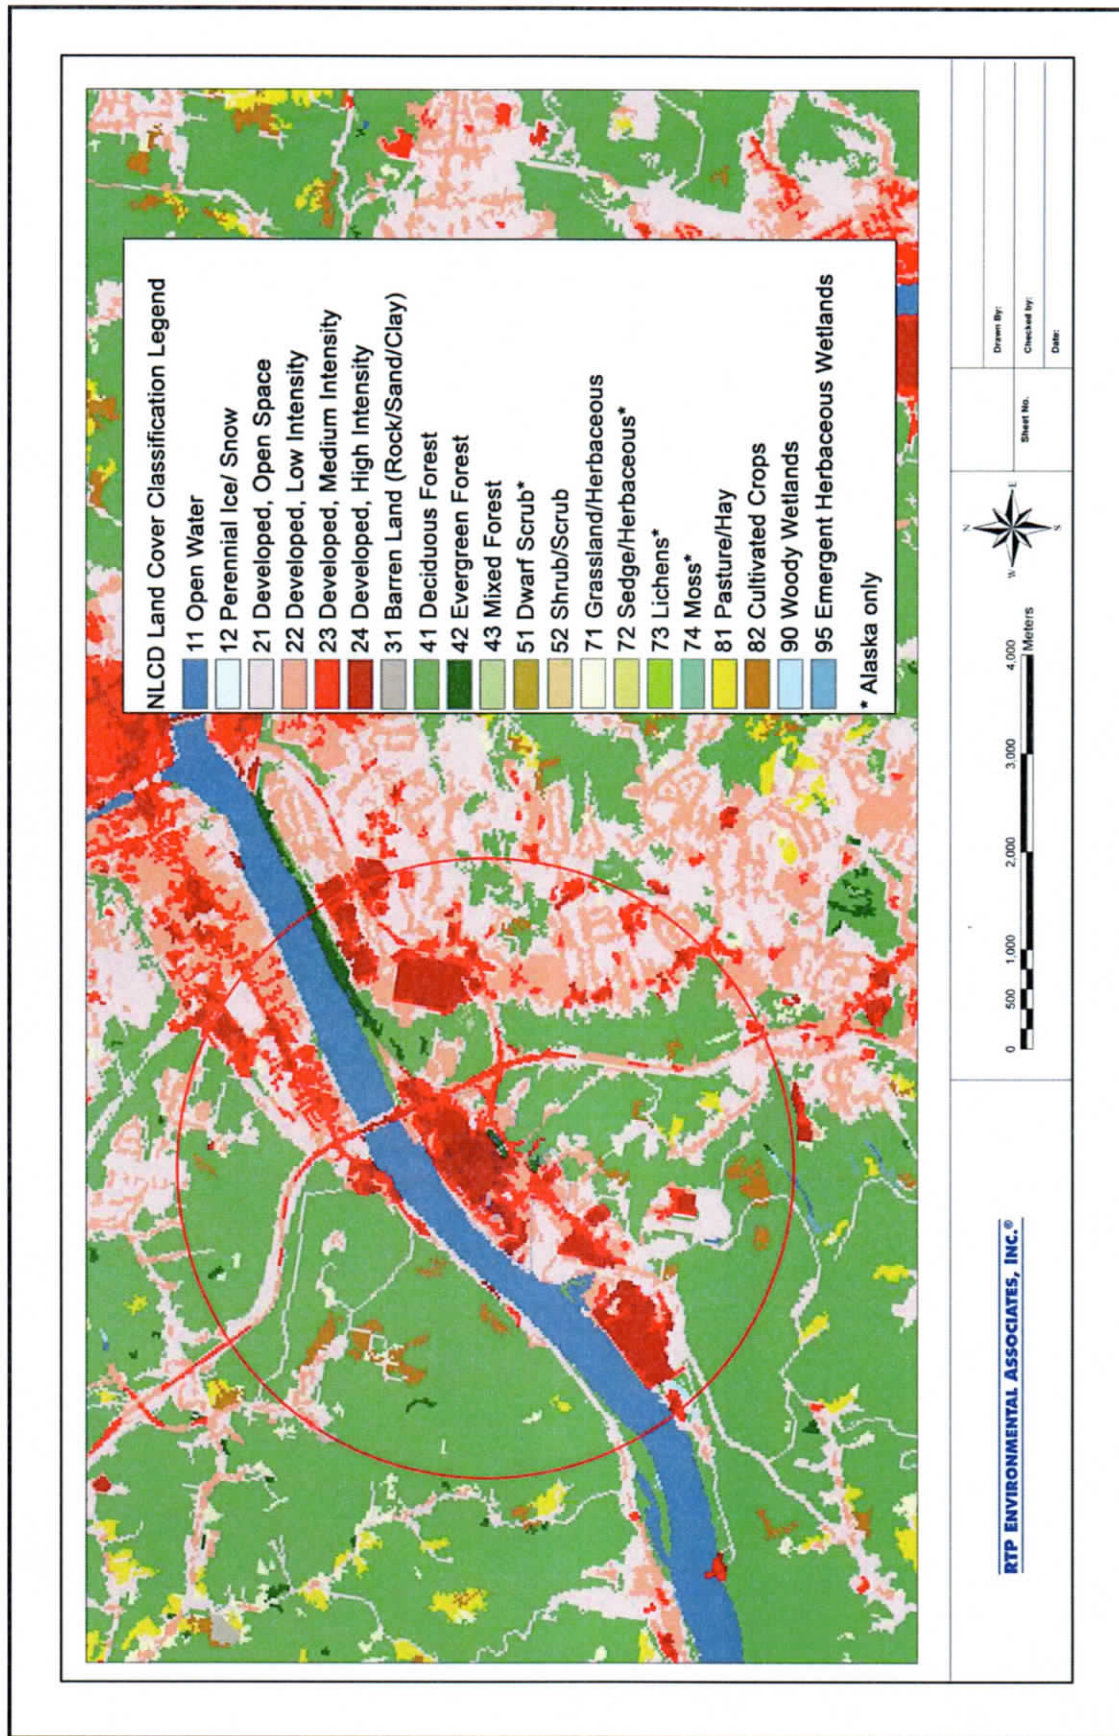 NLCD Land Cover Classification Legend
11 Open Water
12 Perennial Ice/ Snow
21 Developed, Open Space
22 Developed, Low Intensity
23 Developed, Medium Intensity
24 Developed, High Intensity
31 Barren Land (Rock/Sand/Clay)
41 Deciduous Forest
42 Evergreen Forest
43 Mixed Forest
51 Dwarf Scrub*
52 Shrub/Scrub
71 Grassland/Herbaceous
72 Sedge/Herbaceous*
73 Lichens*
74 Moss*
81 Pasture/Hay
82 Cultivated Crops
90 Woody Wetlands
95 Emergent Herbaceous Wetlands
* Alaska only
RTP ENVIRONMENTAL ASSOCIATES, INC.®
0 500 1,000 2,000 3,000 4,000
Meters
N
W E
S
Sheet No.
Drawn By:
Checked by:
Date: